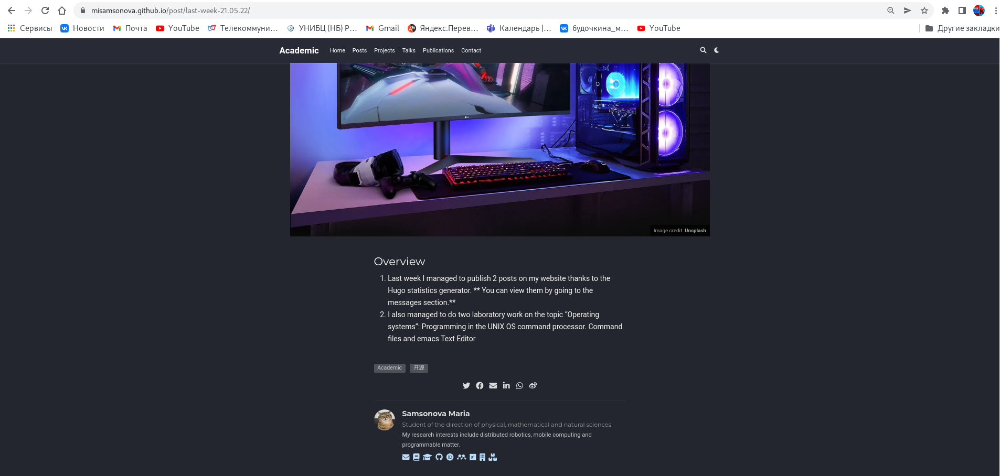 misamsonova.github.io/post/last-week-21.05.22/
Сервисы Новости Почта YouTube Телекоммуни... УНИБЦ (НБ) Р... Gmail Яндекс.Перев... Календарь |... будочкина_м... YouTube Другие закладки
Academic Home Posts Projects Talks Publications Contact
Image credit: Unsplash
Overview
1. Last week I managed to publish 2 posts on my website thanks to the
Hugo statistics generator. ** You can view them by going to the
messages section.**
2. I also managed to do two laboratory work on the topic “Operating
systems”: Programming in the UNIX OS command processor. Command
files and emacs Text Editor
Academic 开源
Samsonova Maria
Student of the direction of physical, mathematical and natural sciences
My research interests include distributed robotics, mobile computing and
programmable matter.